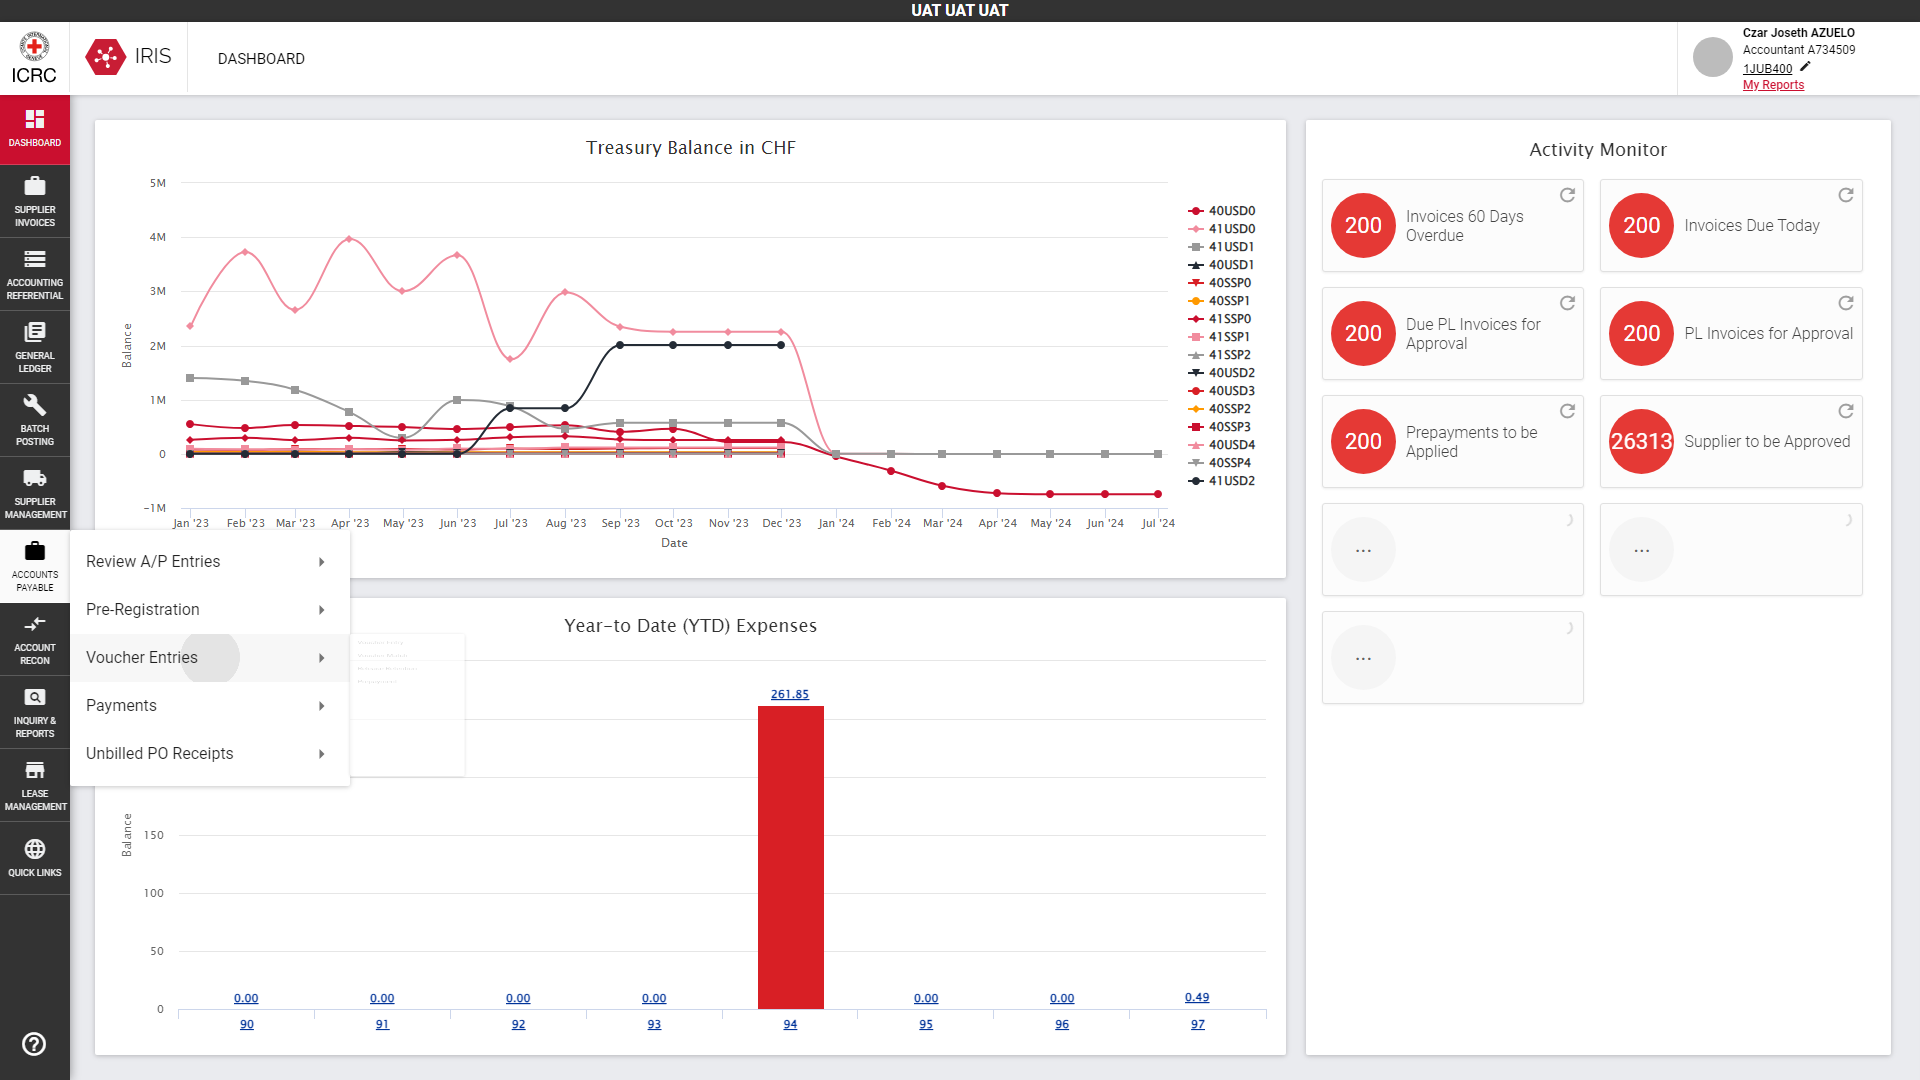 UAT UAT UAT
ICRC
IRIS
DASHBOARD
Czar Joseth AZUELO
Accountant A734509
1JUB400
My Reports
DASHBOARD
SUPPLIER
INVOICES
ACCOUNTING
REFERENTIAL
GENERAL
LEDGER
BATCH
POSTING
SUPPLIER
MANAGEMENT
ACCOUNTS
PAYABLE
ACCOUNT
RECON
INQUIRY &
REPORTS
LEASE
MANAGEMENT
QUICK LINKS
Review A/P Entries
Pre-Registration
Voucher Entries
Payments
Unbilled PO Receipts
Treasury Balance in CHF
Balance
5M
4M
3M
2M
1M
0
-1M
Jan '23 Feb '23 Mar '23 Apr '23 May '23 Jun '23 Jul '23 Aug '23 Sep '23 Oct '23 Nov '23 Dec '23 Jan '24 Feb '24 Mar '24 Apr '24 May '24 Jun '24 Jul '24
Date
40USD0
41USD0
41USD1
40USD1
40SSP0
40SSP1
41SSP0
41SSP1
41SSP2
40USD2
40USD3
40SSP2
40SSP3
40USD4
40SSP4
41USD2
Year-to Date (YTD) Expenses
Balance
150
100
50
0
0.00 0.00 0.00 0.00 261.85 0.00 0.00 0.49
90 91 92 93 94 95 96 97
Activity Monitor
200 Invoices 60 Days
Overdue
200 Invoices Due Today
200 Due PL Invoices for
Approval
200 PL Invoices for Approval
200 Prepayments to be
Applied
26313 Supplier to be Approved
...
...
...